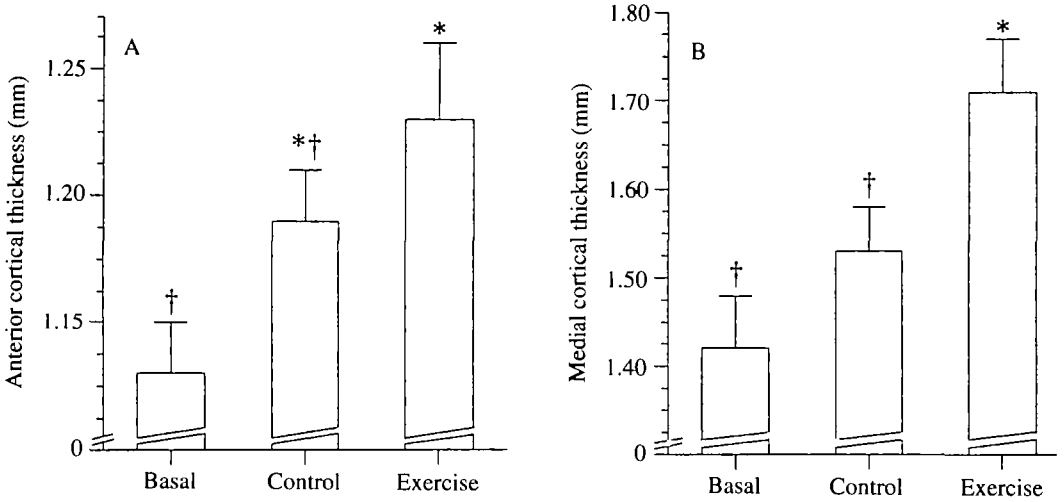 A
Anterior cortical thickness (mm)
1.25
1.20
1.15
0
†
*†
*
Basal Control Exercise
B
Medial cortical thickness (mm)
1.80
1.70
1.60
1.50
1.40
0
†
†
*
Basal Control Exercise